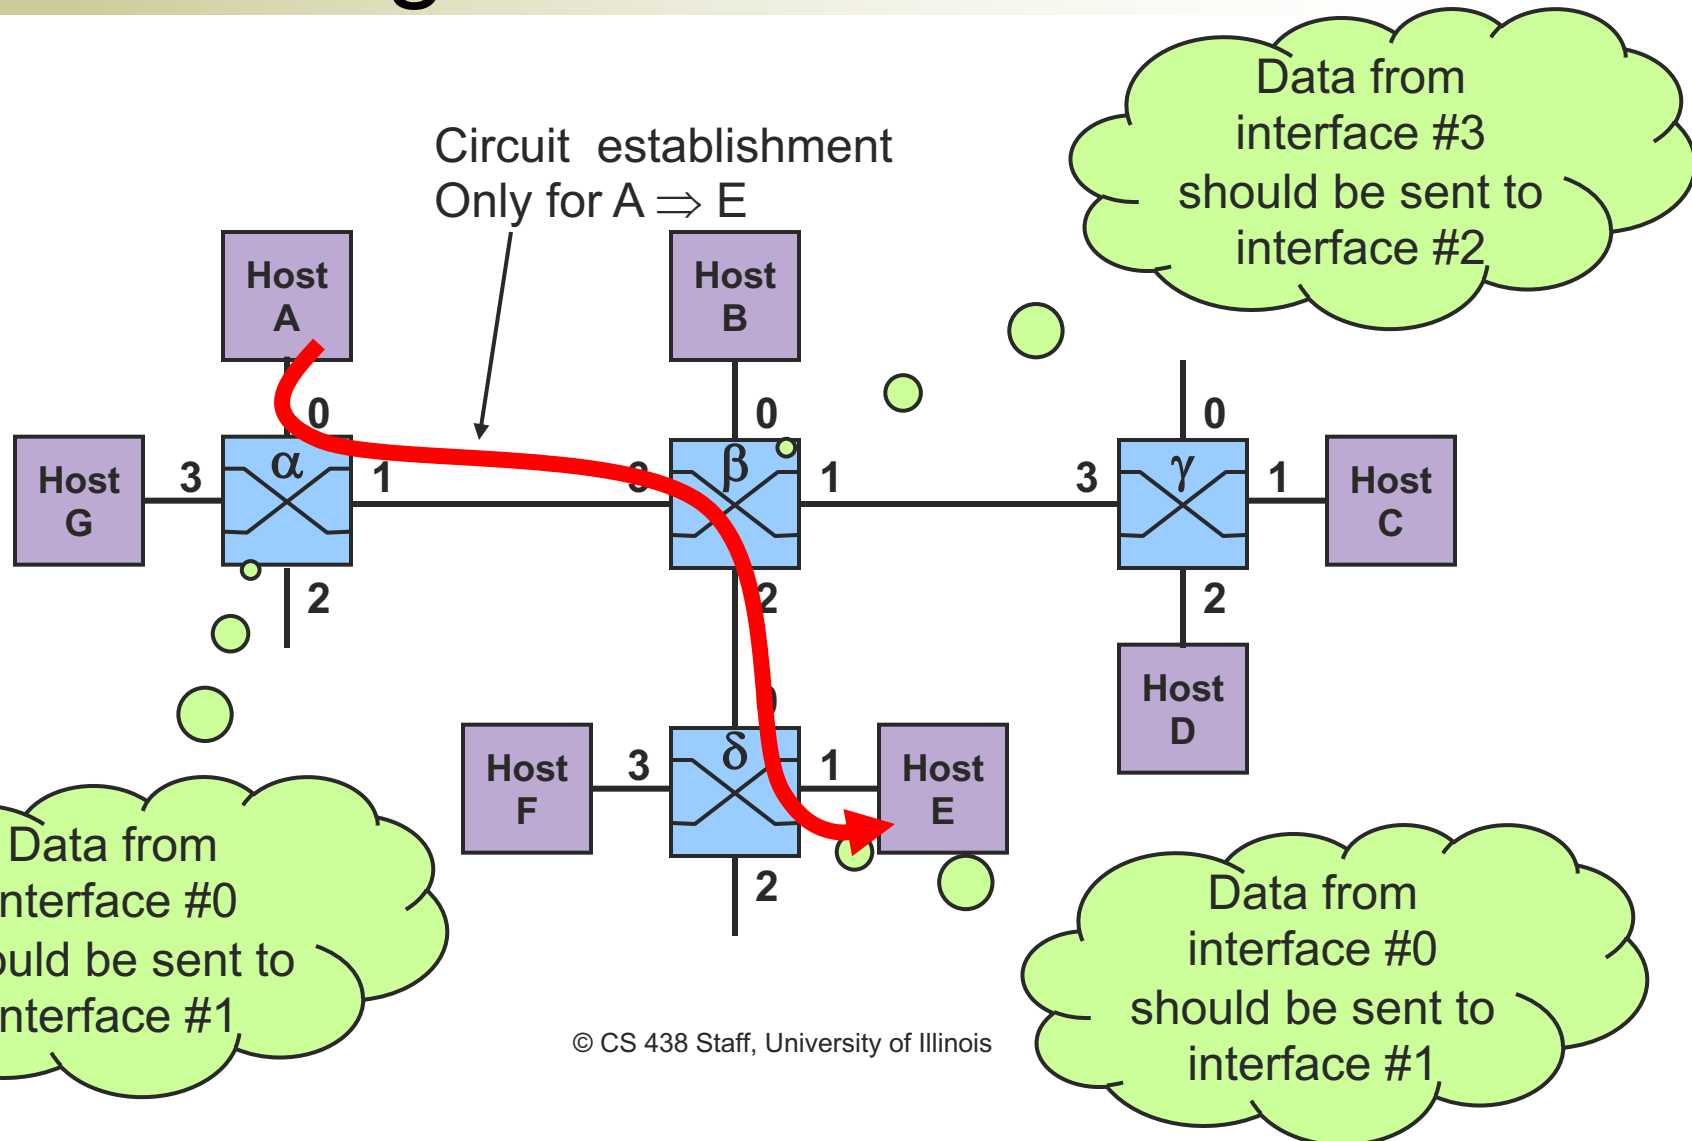 Circuit establishment
Only for A ⇒ E
Data from
interface #3
should be sent to
interface #2
Host
A
Host
B
0
0
0
Host
G
3
α
1
3
β
1
3
γ
1
Host
C
2
2
2
Host
D
0
Host
F
3
δ
1
Host
E
2
Data from
nterface #0
ould be sent to
nterface #1
Data from
interface #0
should be sent to
interface #1
© CS 438 Staff, University of Illinois